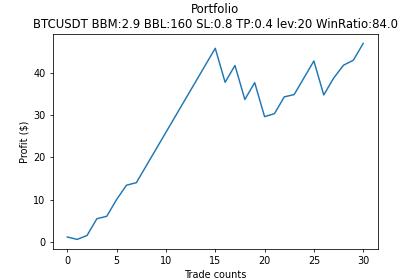 Portfolio
BTCUSDT BBM:2.9 BBL:160 SL:0.8 TP:0.4 lev:20 WinRatio:84.0
40
30
20
10
0
Profit ($)
0 5 10 15 20 25 30
Trade counts